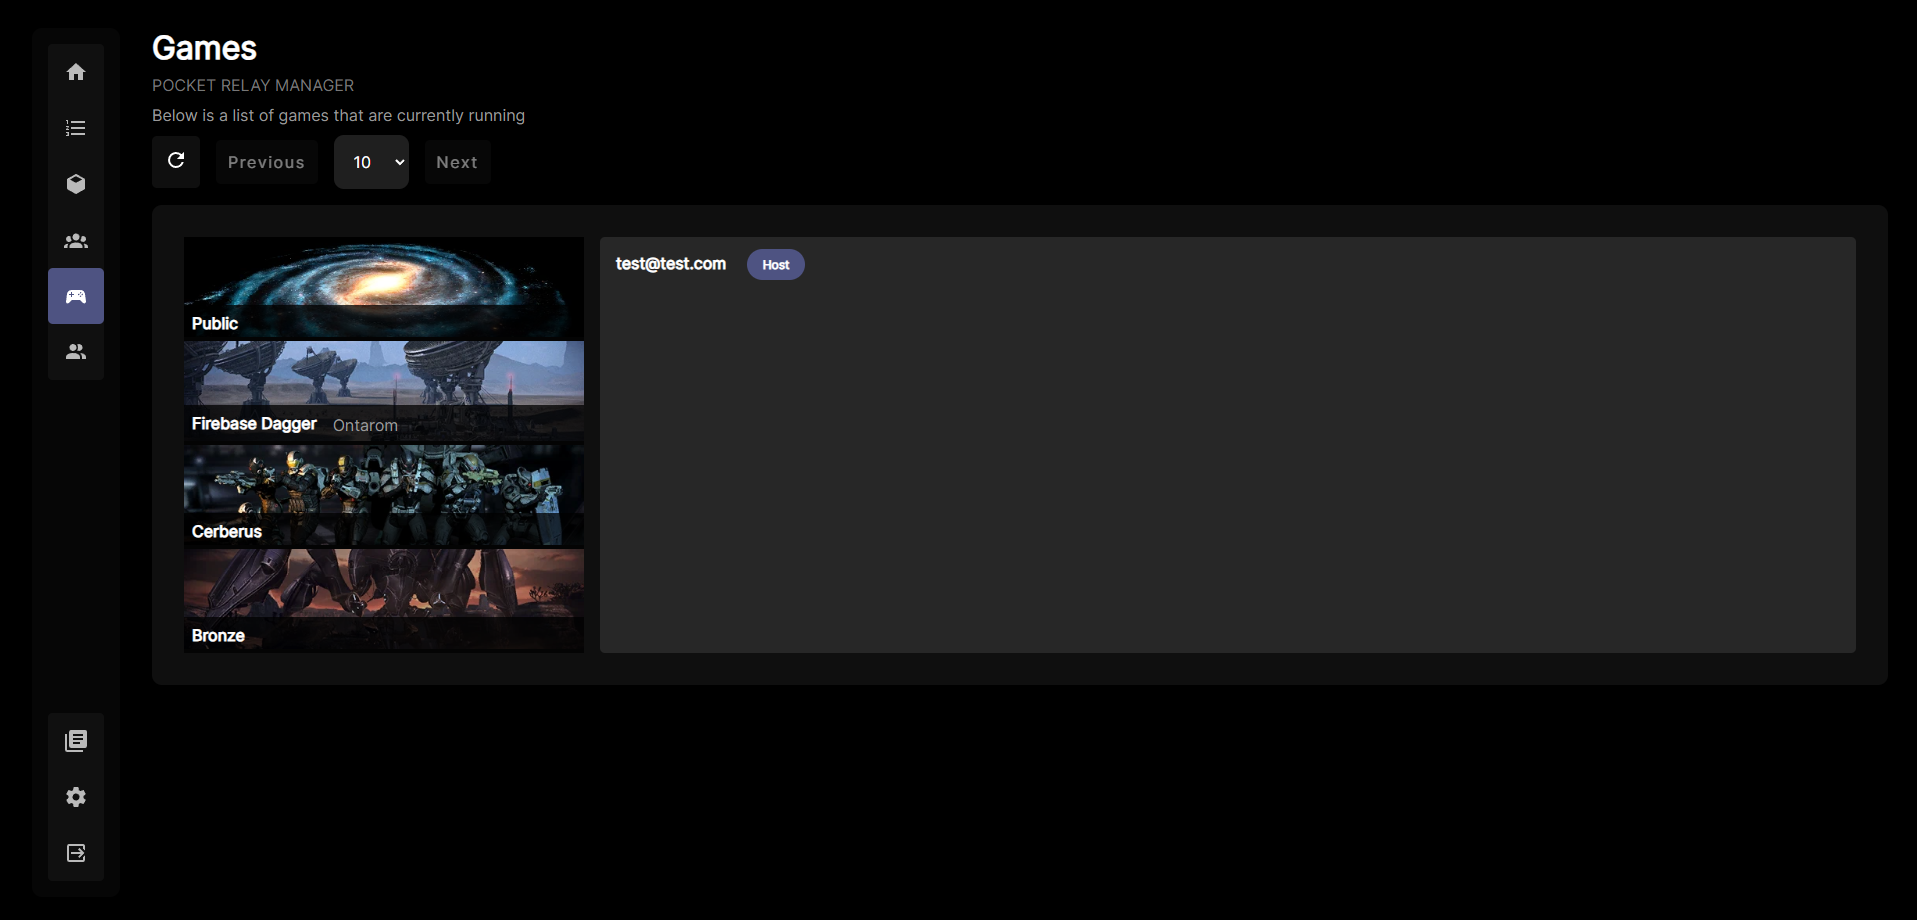 Games
POCKET RELAY MANAGER
Below is a list of games that are currently running
Previous 10 Next
Public
Firebase Dagger Ontarom
Cerberus
Bronze
test@test.com Host